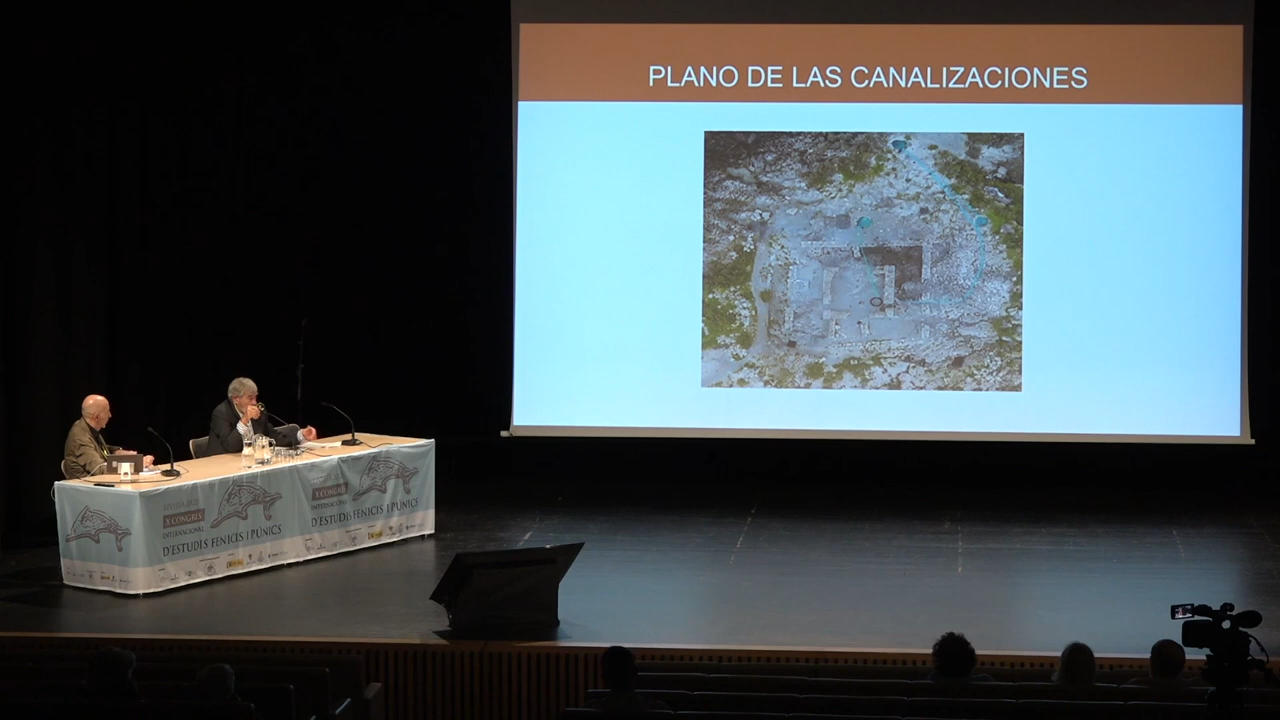 PLANO DE LAS CANALIZACIONES
X CONGRÉS
INTERNACIONAL
D'ESTUDIS FENICIS I PÚNICS
X CONGRÉS
INTERNACIONAL
D'ESTUDIS FENICIS I PÚNICS